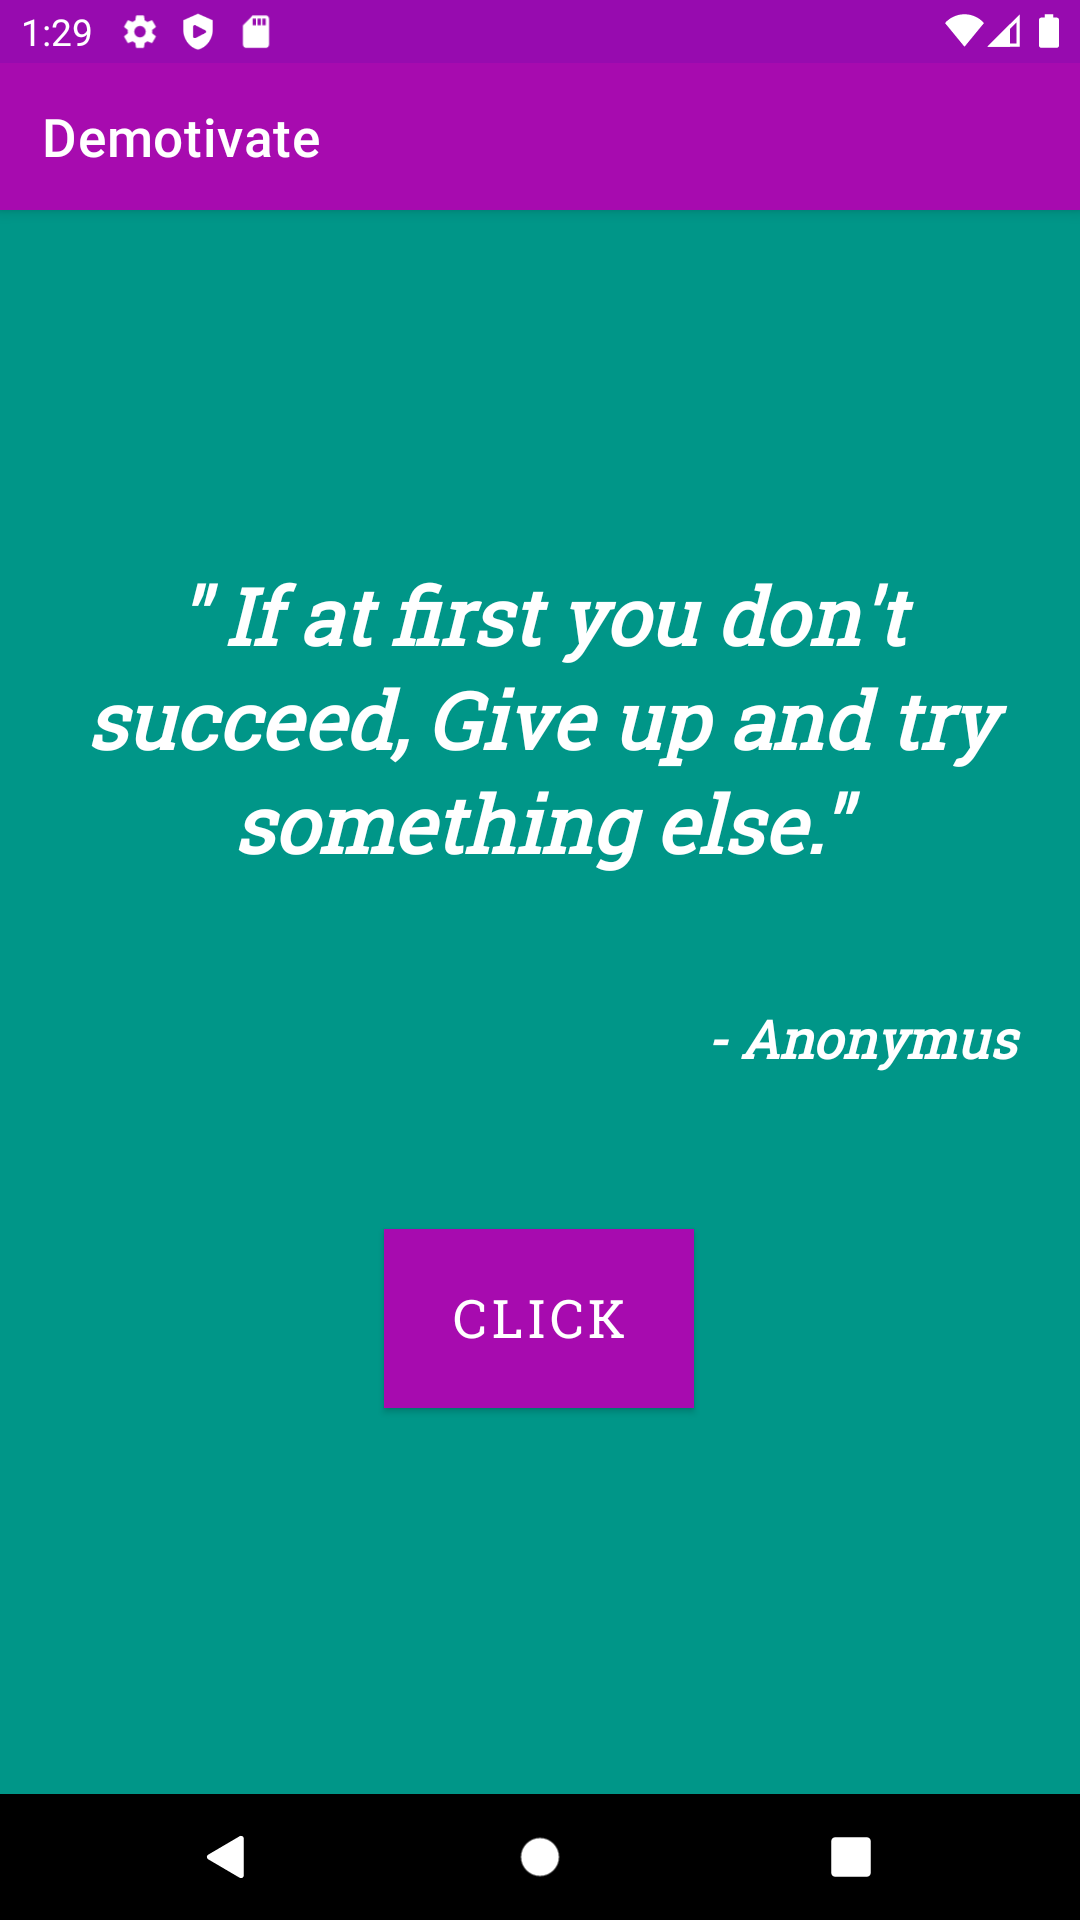 1:29
Demotivate
" If at first you don't
succeed, Give up and try
something else."
- Anonymus
CLICK